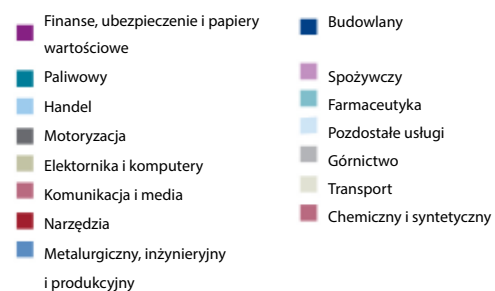 Finanse, ubezpieczenie i papiery
wartościowe
Paliwowy
Handel
Motoryzacja
Elektornika i komputery
Komunikacja i media
Narzędzia
Metalurgiczny, inżynieryjny
i produkcyjny
Budowlany
Spożywczy
Farmaceutyka
Pozdostałe usługi
Górnictwo
Transport
Chemiczny i syntetyczny